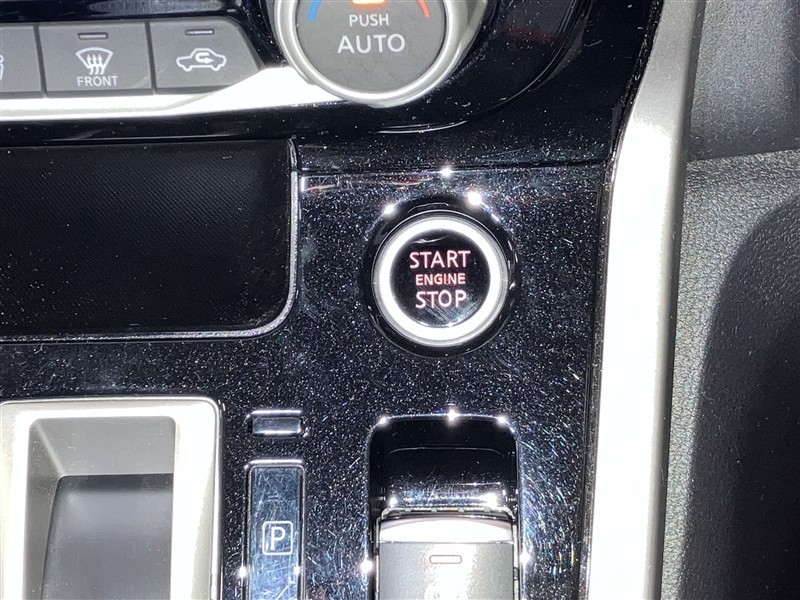 PUSH
AUTO
FRONT
START
ENGINE
STOP
P